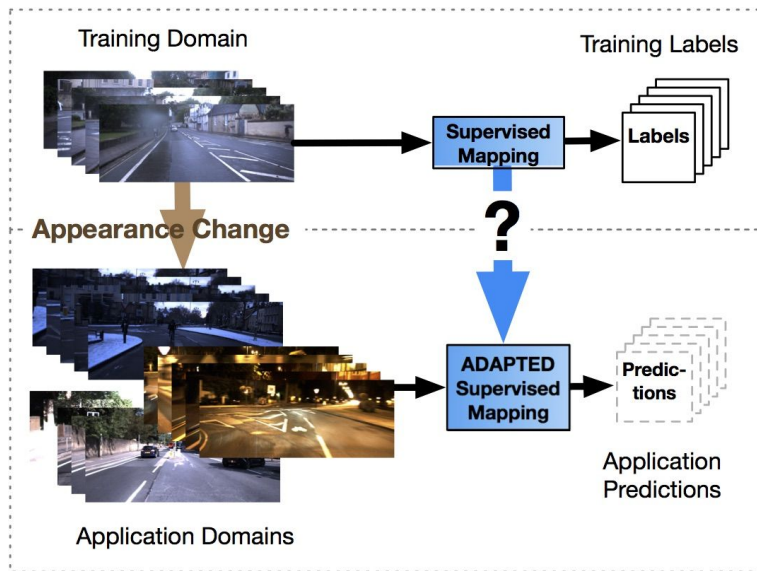 Training Domain
Training Labels
Supervised
Mapping
Labels
Appearance Change
?
ADAPTED
Supervised
Mapping
Predic-
tions
Application
Predictions
Application Domains